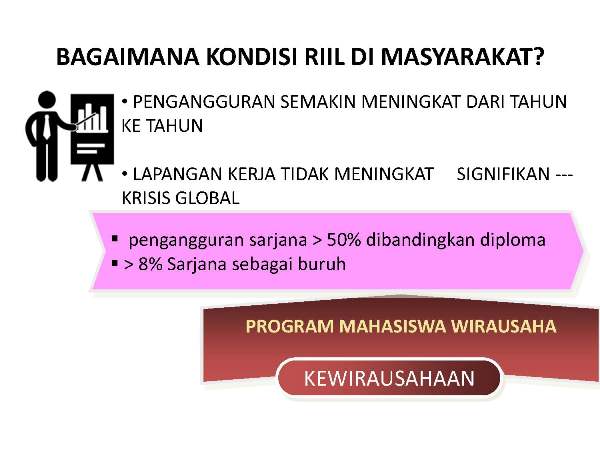 BAGAIMANA KONDISI RIIL DI MASYARAKAT?
• PENGANGGURAN SEMAKIN MENINGKAT DARI TAHUN
KE TAHUN
• LAPANGAN KERJA TIDAK MENINGKAT SIGNIFIKAN ---
KRISIS GLOBAL
▪ pengangguran sarjana > 50% dibandingkan diploma
▪ > 8% Sarjana sebagai buruh
PROGRAM MAHASISWA WIRAUSAHA
KEWIRAUSAHAAN